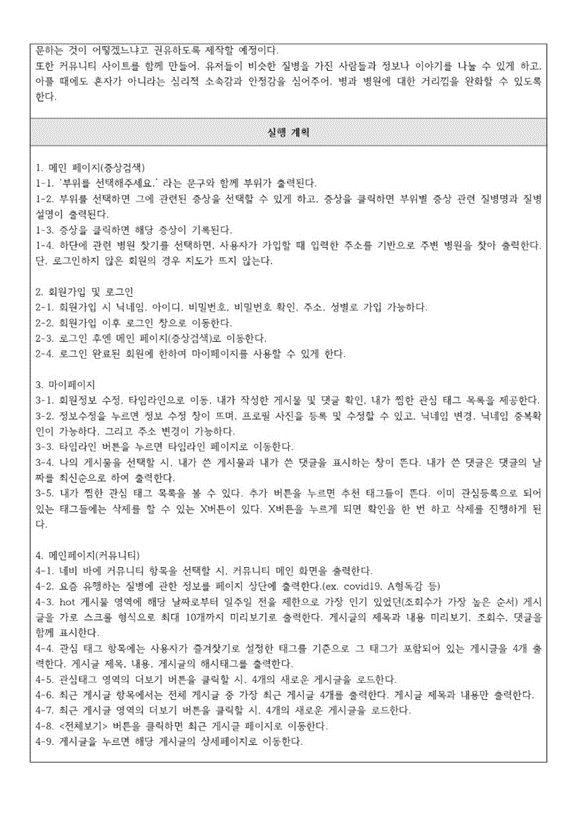 문하는 것이 어떻겠느냐고 권유하도록 제작할 예정이다.
또한 커뮤니티 사이트를 함께 만들어, 유저들이 비슷한 질병을 가진 사람들과 정보나 이야기를 나눌 수 있게 하고,
아플 때에도 혼자가 아니라는 심리적 소속감과 안정감을 심어주어, 병과 병원에 대한 거리낌을 완화할 수 있도록
한다.
실행 계획
1. 메인 페이지(증상검색)
1-1. '부위를 선택해주세요.' 라는 문구와 함께 부위가 출력된다.
1-2. 부위를 선택하면 그에 관련된 증상을 선택할 수 있게 하고, 증상을 클릭하면 부위별 증상 관련 질병명과 질병
설명이 출력된다.
1-3. 증상을 클릭하면 해당 증상이 기록된다.
1-4. 하단에 관련 병원 찾기를 선택하면, 사용자가 가입할 때 입력한 주소를 기반으로 주변 병원을 찾아 출력한다.
단, 로그인하지 않은 회원의 경우 지도가 뜨지 않는다.
2. 회원가입 및 로그인
2-1. 회원가입 시 닉네임, 아이디, 비밀번호, 비밀번호 확인, 주소, 성별로 가입 가능하다.
2-2. 회원가입 이후 로그인 창으로 이동한다.
2-3. 로그인 후엔 메인 페이지(증상검색)로 이동한다.
2-4. 로그인 완료된 회원에 한하여 마이페이지를 사용할 수 있게 한다.
3. 마이페이지
3-1. 회원정보 수정, 타임라인으로 이동, 내가 작성한 게시물 및 댓글 확인, 내가 찜한 관심 태그 목록을 제공한다.
3-2. 정보수정을 누르면 정보 수정 창이 뜨며, 프로필 사진을 등록 및 수정할 수 있고, 닉네임 변경, 닉네임 중복확
인이 가능하다. 그리고 주소 변경이 가능하다.
3-3. 타임라인 버튼을 누르면 타임라인 페이지로 이동한다.
3-4. 나의 게시물을 선택할 시, 내가 쓴 게시물과 내가 쓴 댓글을 표시하는 창이 뜬다. 내가 쓴 댓글은 댓글의 날
짜를 최신순으로 하여 출력한다.
3-5. 내가 찜한 관심 태그 목록을 볼 수 있다. 추가 버튼을 누르면 추천 태그들이 뜬다. 이미 관심등록으로 되어
있는 태그들에는 삭제를 할 수 있는 X버튼이 있다. X버튼을 누르게 되면 확인을 한 번 하고 삭제를 진행하게 된
다.
4. 메인페이지(커뮤니티)
4-1. 네비 바에 커뮤니티 항목을 선택할 시, 커뮤니티 메인 화면을 출력한다.
4-2. 요즘 유행하는 질병에 관한 정보를 페이지 상단에 출력한다.(ex. covid19, A형독감 등)
4-3. hot 게시물 영역에 해당 날짜로부터 일주일 전을 제한으로 가장 인기 있었던(조회수가 가장 높은 순서) 게시
글을 가로 스크롤 형식으로 최대 10개까지 미리보기로 출력한다. 게시글의 제목과 내용 미리보기, 조회수, 댓글을
함께 표시한다.
4-4. 관심 태그 항목에는 사용자가 즐겨찾기로 설정한 태그를 기준으로 그 태그가 포함되어 있는 게시글을 4개 출
력한다. 게시글 제목, 내용, 게시글의 해시태그를 출력한다.
4-5. 관심태그 영역의 더보기 버튼을 클릭할 시, 4개의 새로운 게시글을 로드한다.
4-6. 최근 게시글 항목에서는 전체 게시글 중 가장 최근 게시글 4개를 출력한다. 게시글 제목과 내용만 출력한다.
4-7. 최근 게시글 영역의 더보기 버튼을 클릭할 시, 4개의 새로운 게시글을 로드한다.
4-8. <전체보기> 버튼을 클릭하면 최근 게시글 페이지로 이동한다.
4-9. 게시글을 누르면 해당 게시글의 상세페이지로 이동한다.